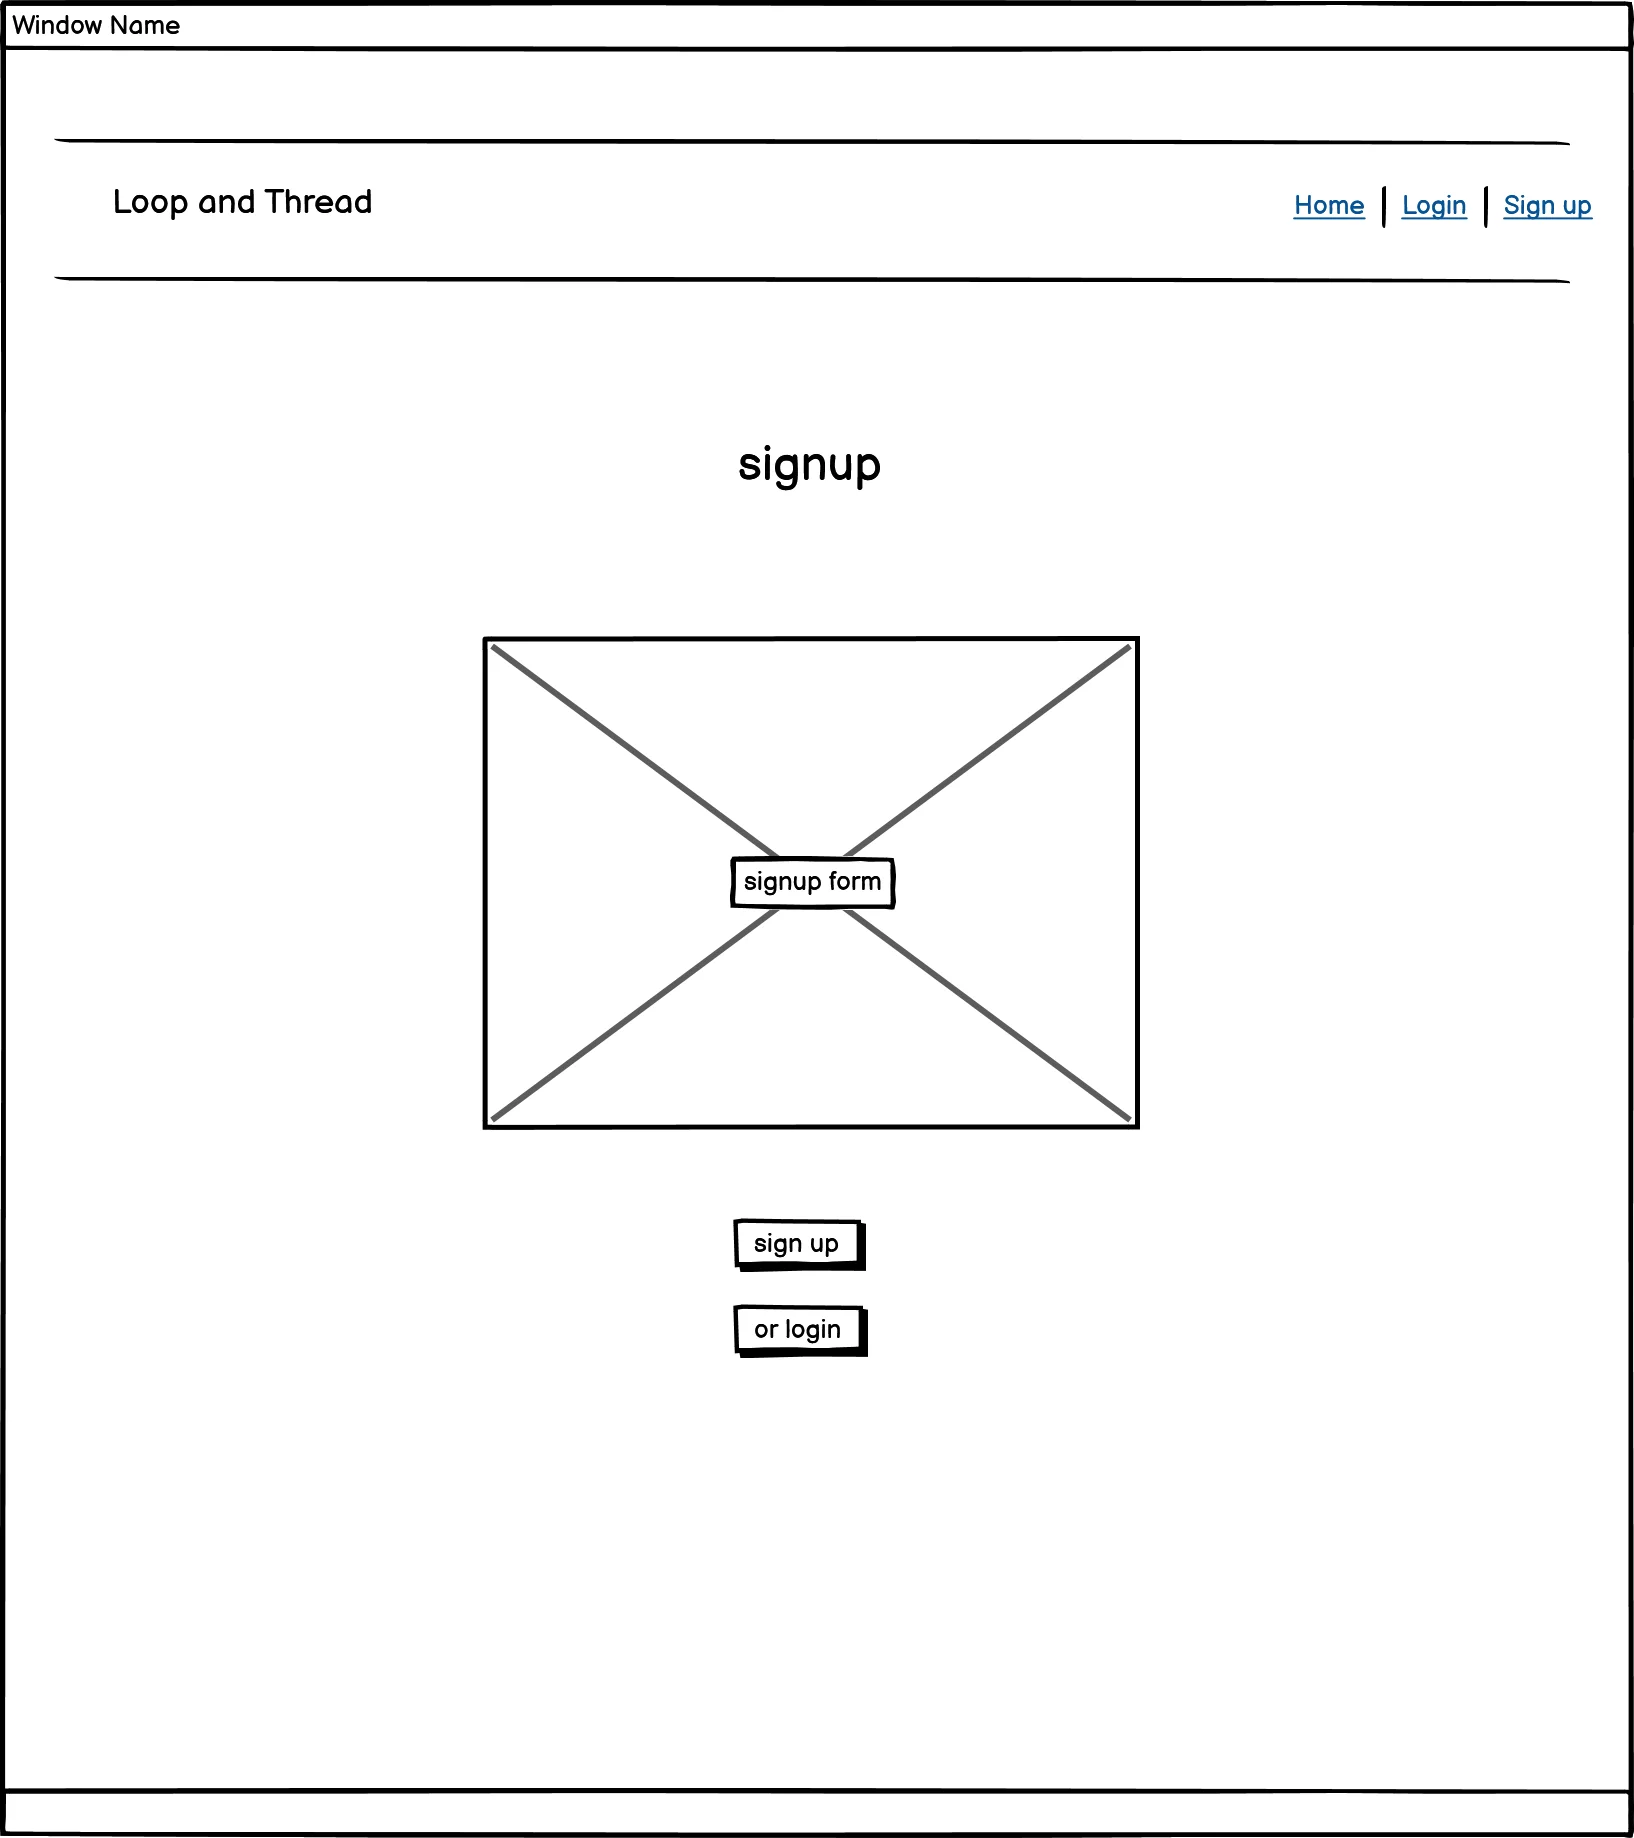 Window Name
Loop and Thread
Home | Login | Sign up
signup
signup form
sign up
or login